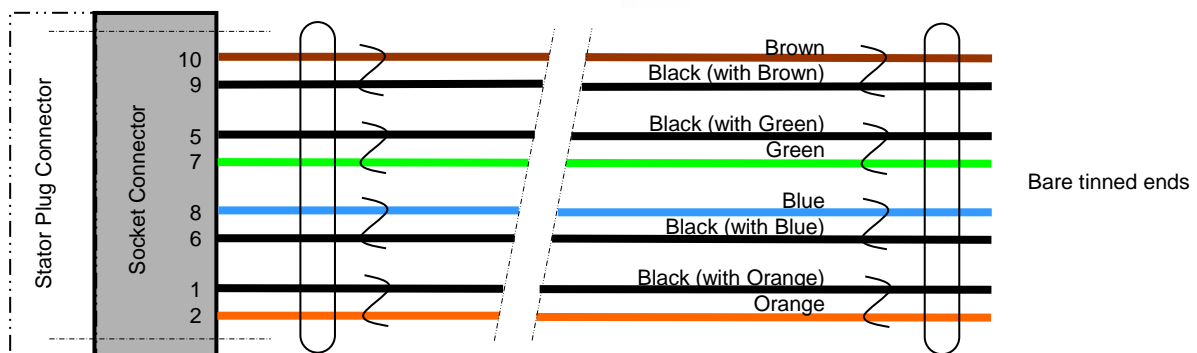 Stator Plug Connector
Socket Connector
10
Brown
9
Black (with Brown)
5
Black (with Green)
7
Green
8
Blue
6
Black (with Blue)
1
Black (with Orange)
2
Orange
Bare tinned ends